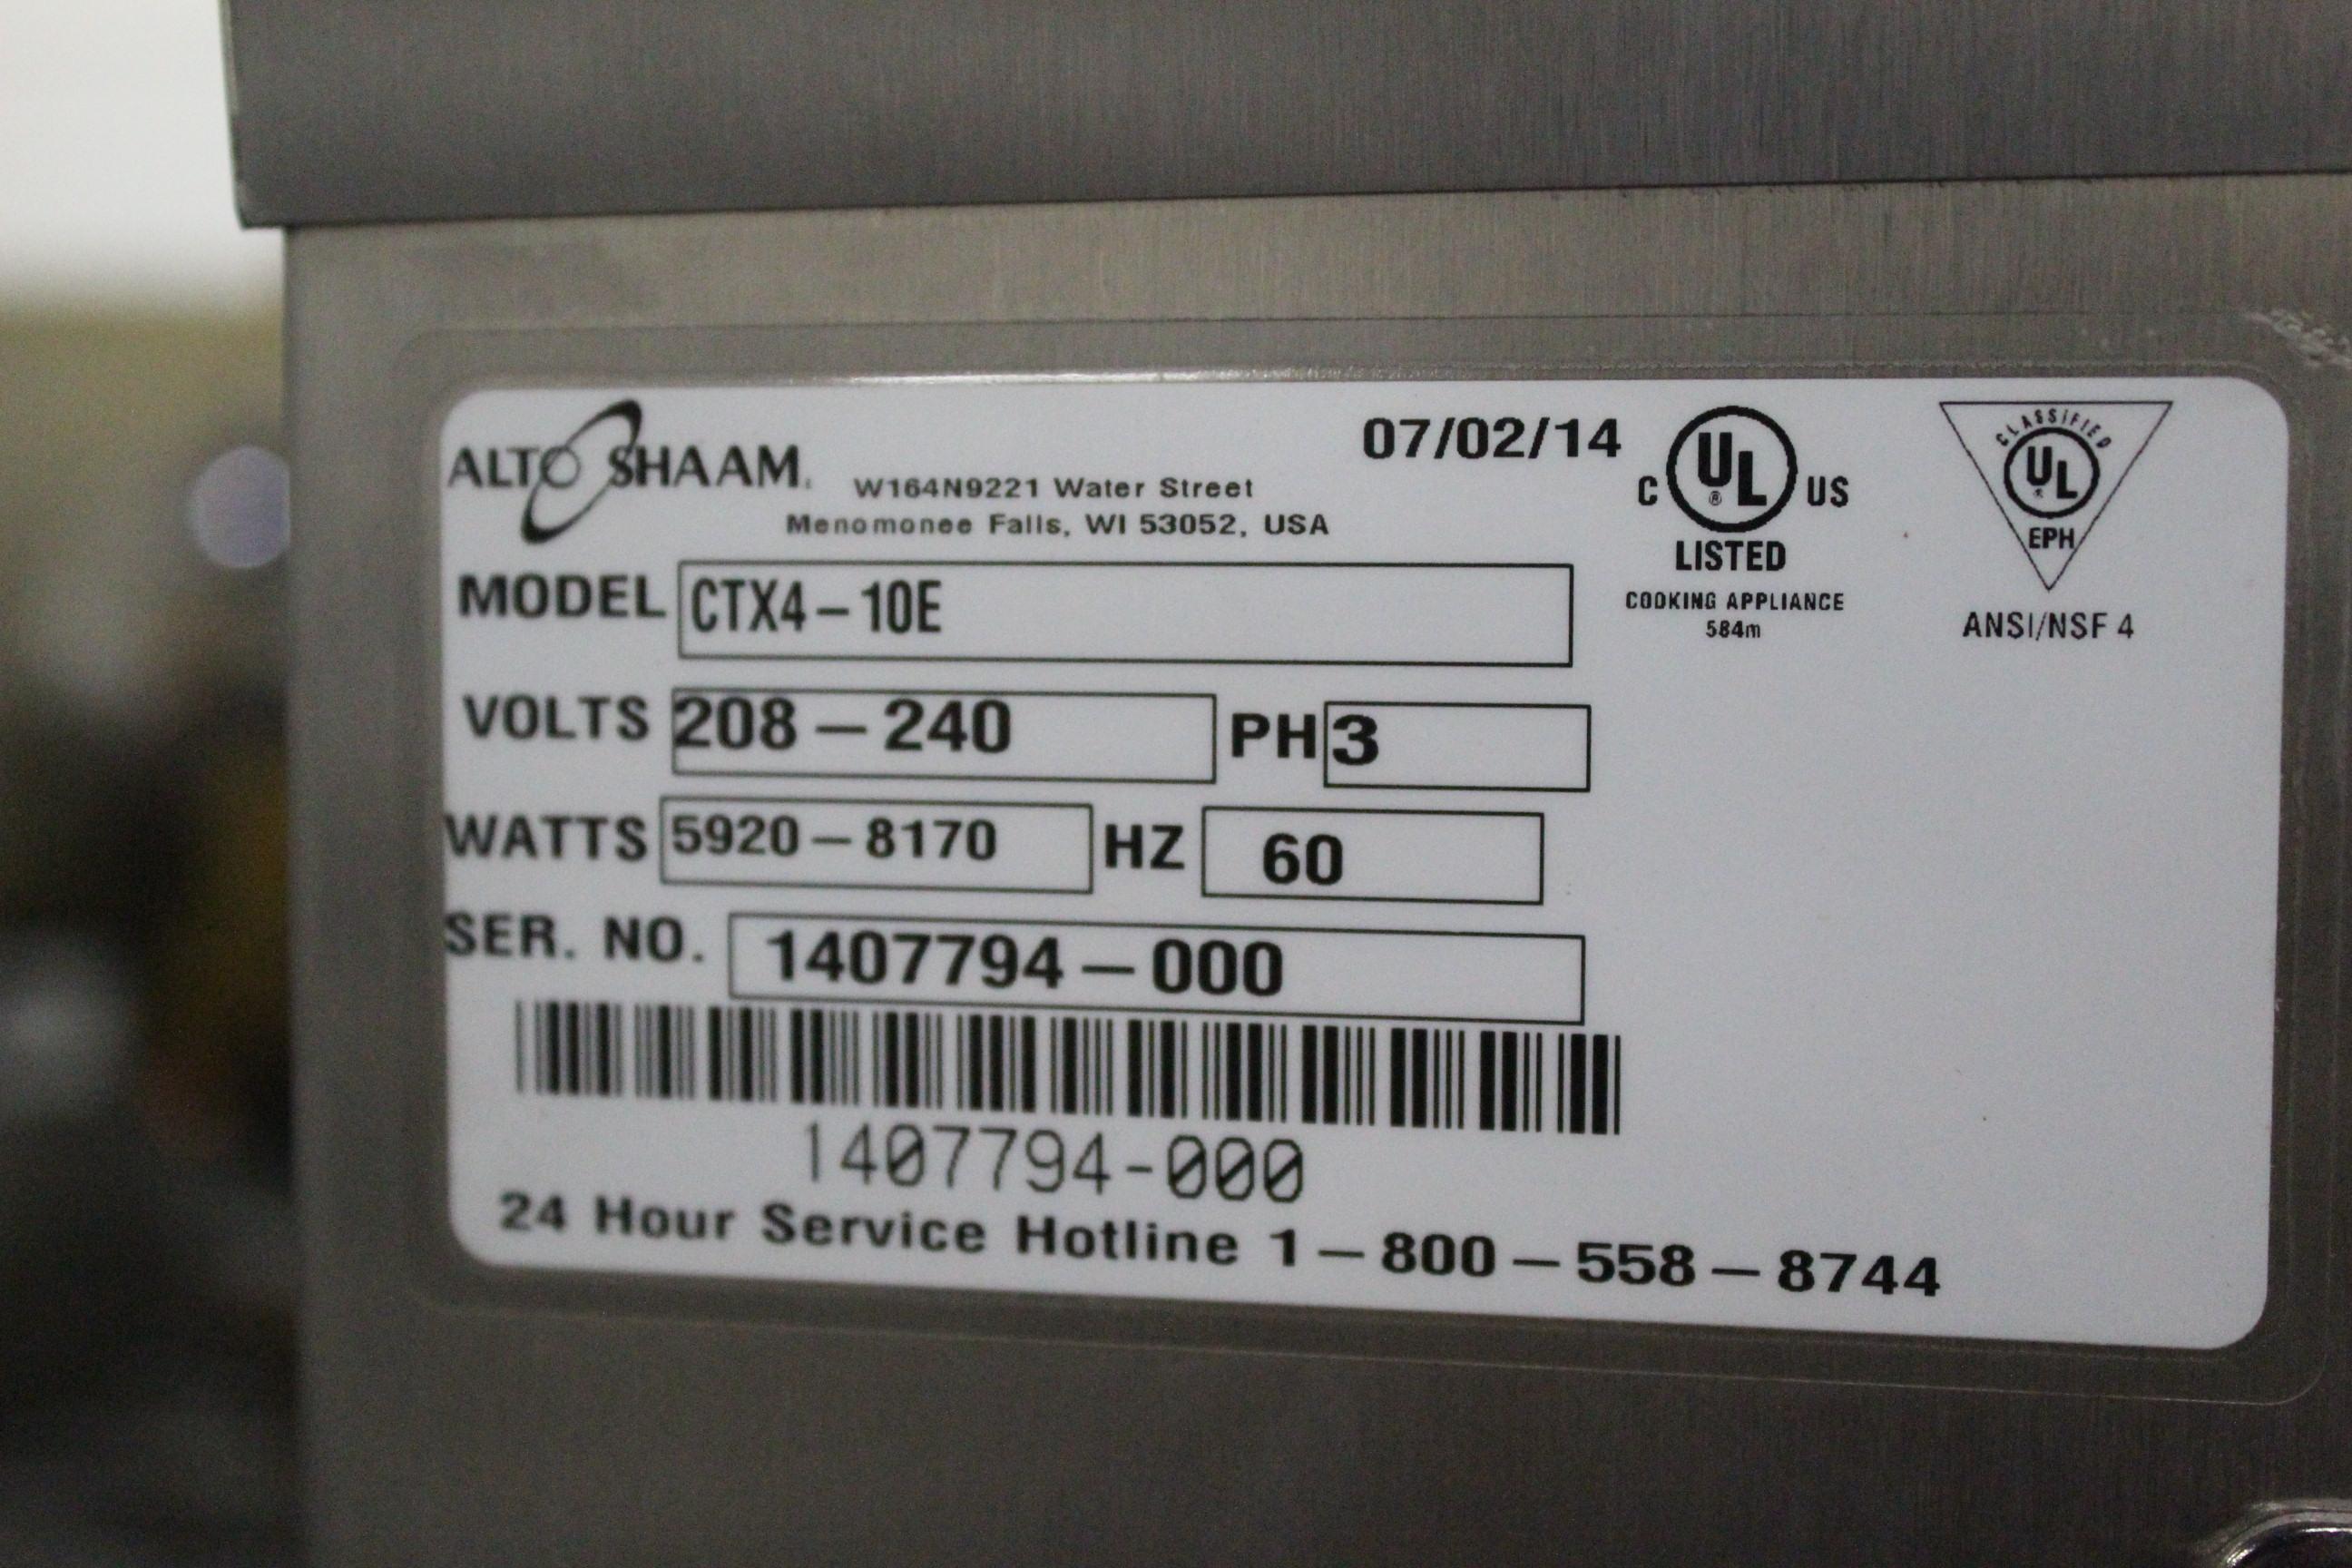 ALTO SHAAM.
W164N9221 Water Street
Menomonee Falls, WI 53052, USA
07/02/14
C UL® US
LISTED
COOKING APPLIANCE
584m
CLASSIFIED
UL®
EPH
ANSI/NSF 4
MODEL CTX4-10E
VOLTS 208-240 PH 3
WATTS 5920-8170 HZ 60
SER. NO. 1407794-000
1407794-000
24 Hour Service Hotline 1-800-558-8744